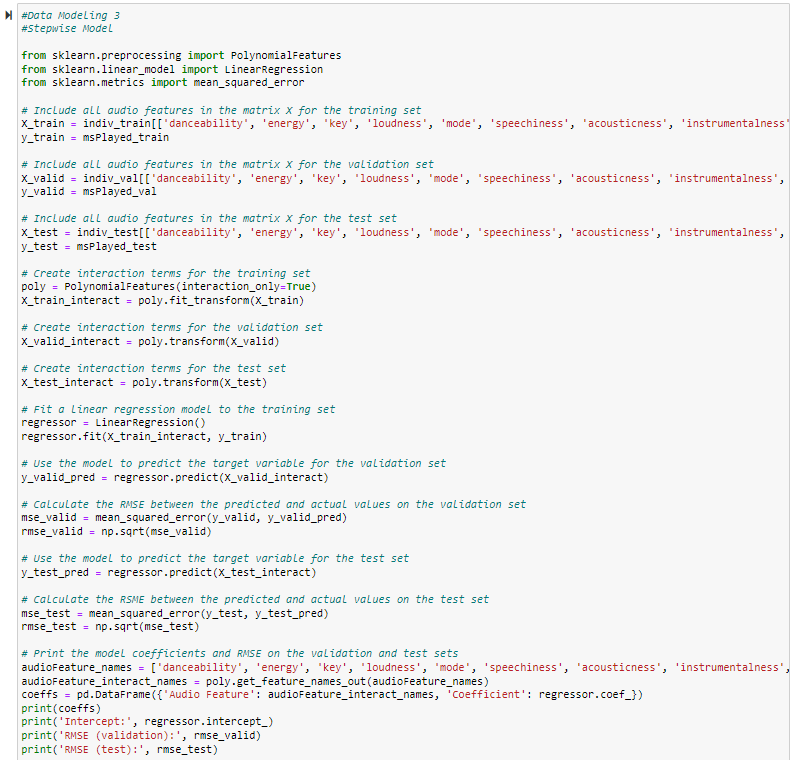 #Data Modeling 3
#Stepwise Model
from sklearn.preprocessing import PolynomialFeatures
from sklearn.linear_model import LinearRegression
from sklearn.metrics import mean_squared_error
# Include all audio features in the matrix X for the training set
X_train = indiv_train[['danceability', 'energy', 'key', 'loudness', 'mode', 'speechiness', 'acousticness', 'instrumentalness'
y_train = msPlayed_train
# Include all audio features in the matrix X for the validation set
X_valid = indiv_val[['danceability', 'energy', 'key', 'loudness', 'mode', 'speechiness', 'acousticness', 'instrumentalness',
y_valid = msPlayed_val
# Include all audio features in the matrix X for the test set
X_test = indiv_test[['danceability', 'energy', 'key', 'loudness', 'mode', 'speechiness', 'acousticness', 'instrumentalness',
y_test = msPlayed_test
# Create interaction terms for the training set
poly = PolynomialFeatures(interaction_only=True)
X_train_interact = poly.fit_transform(X_train)
# Create interaction terms for the validation set
X_valid_interact = poly.transform(X_valid)
# Create interaction terms for the test set
X_test_interact = poly.transform(X_test)
# Fit a linear regression model to the training set
regressor = LinearRegression()
regressor.fit(X_train_interact, y_train)
# Use the model to predict the target variable for the validation set
y_valid_pred = regressor.predict(X_valid_interact)
# Calculate the RMSE between the predicted and actual values on the validation set
mse_valid = mean_squared_error(y_valid, y_valid_pred)
rmse_valid = np.sqrt(mse_valid)
# Use the model to predict the target variable for the test set
y_test_pred = regressor.predict(X_test_interact)
# Calculate the RSME between the predicted and actual values on the test set
mse_test = mean_squared_error(y_test, y_test_pred)
rmse_test = np.sqrt(mse_test)
# Print the model coefficients and RMSE on the validation and test sets
audioFeature_names = ['danceability', 'energy', 'key', 'loudness', 'mode', 'speechiness', 'acousticness', 'instrumentalness',
audioFeature_interact_names = poly.get_feature_names_out(audioFeature_names)
coeffs = pd.DataFrame({'Audio Feature': audioFeature_interact_names, 'Coefficient': regressor.coef_})
print(coeffs)
print('Intercept:', regressor.intercept_)
print('RMSE (validation):', rmse_valid)
print('RMSE (test):', rmse_test)